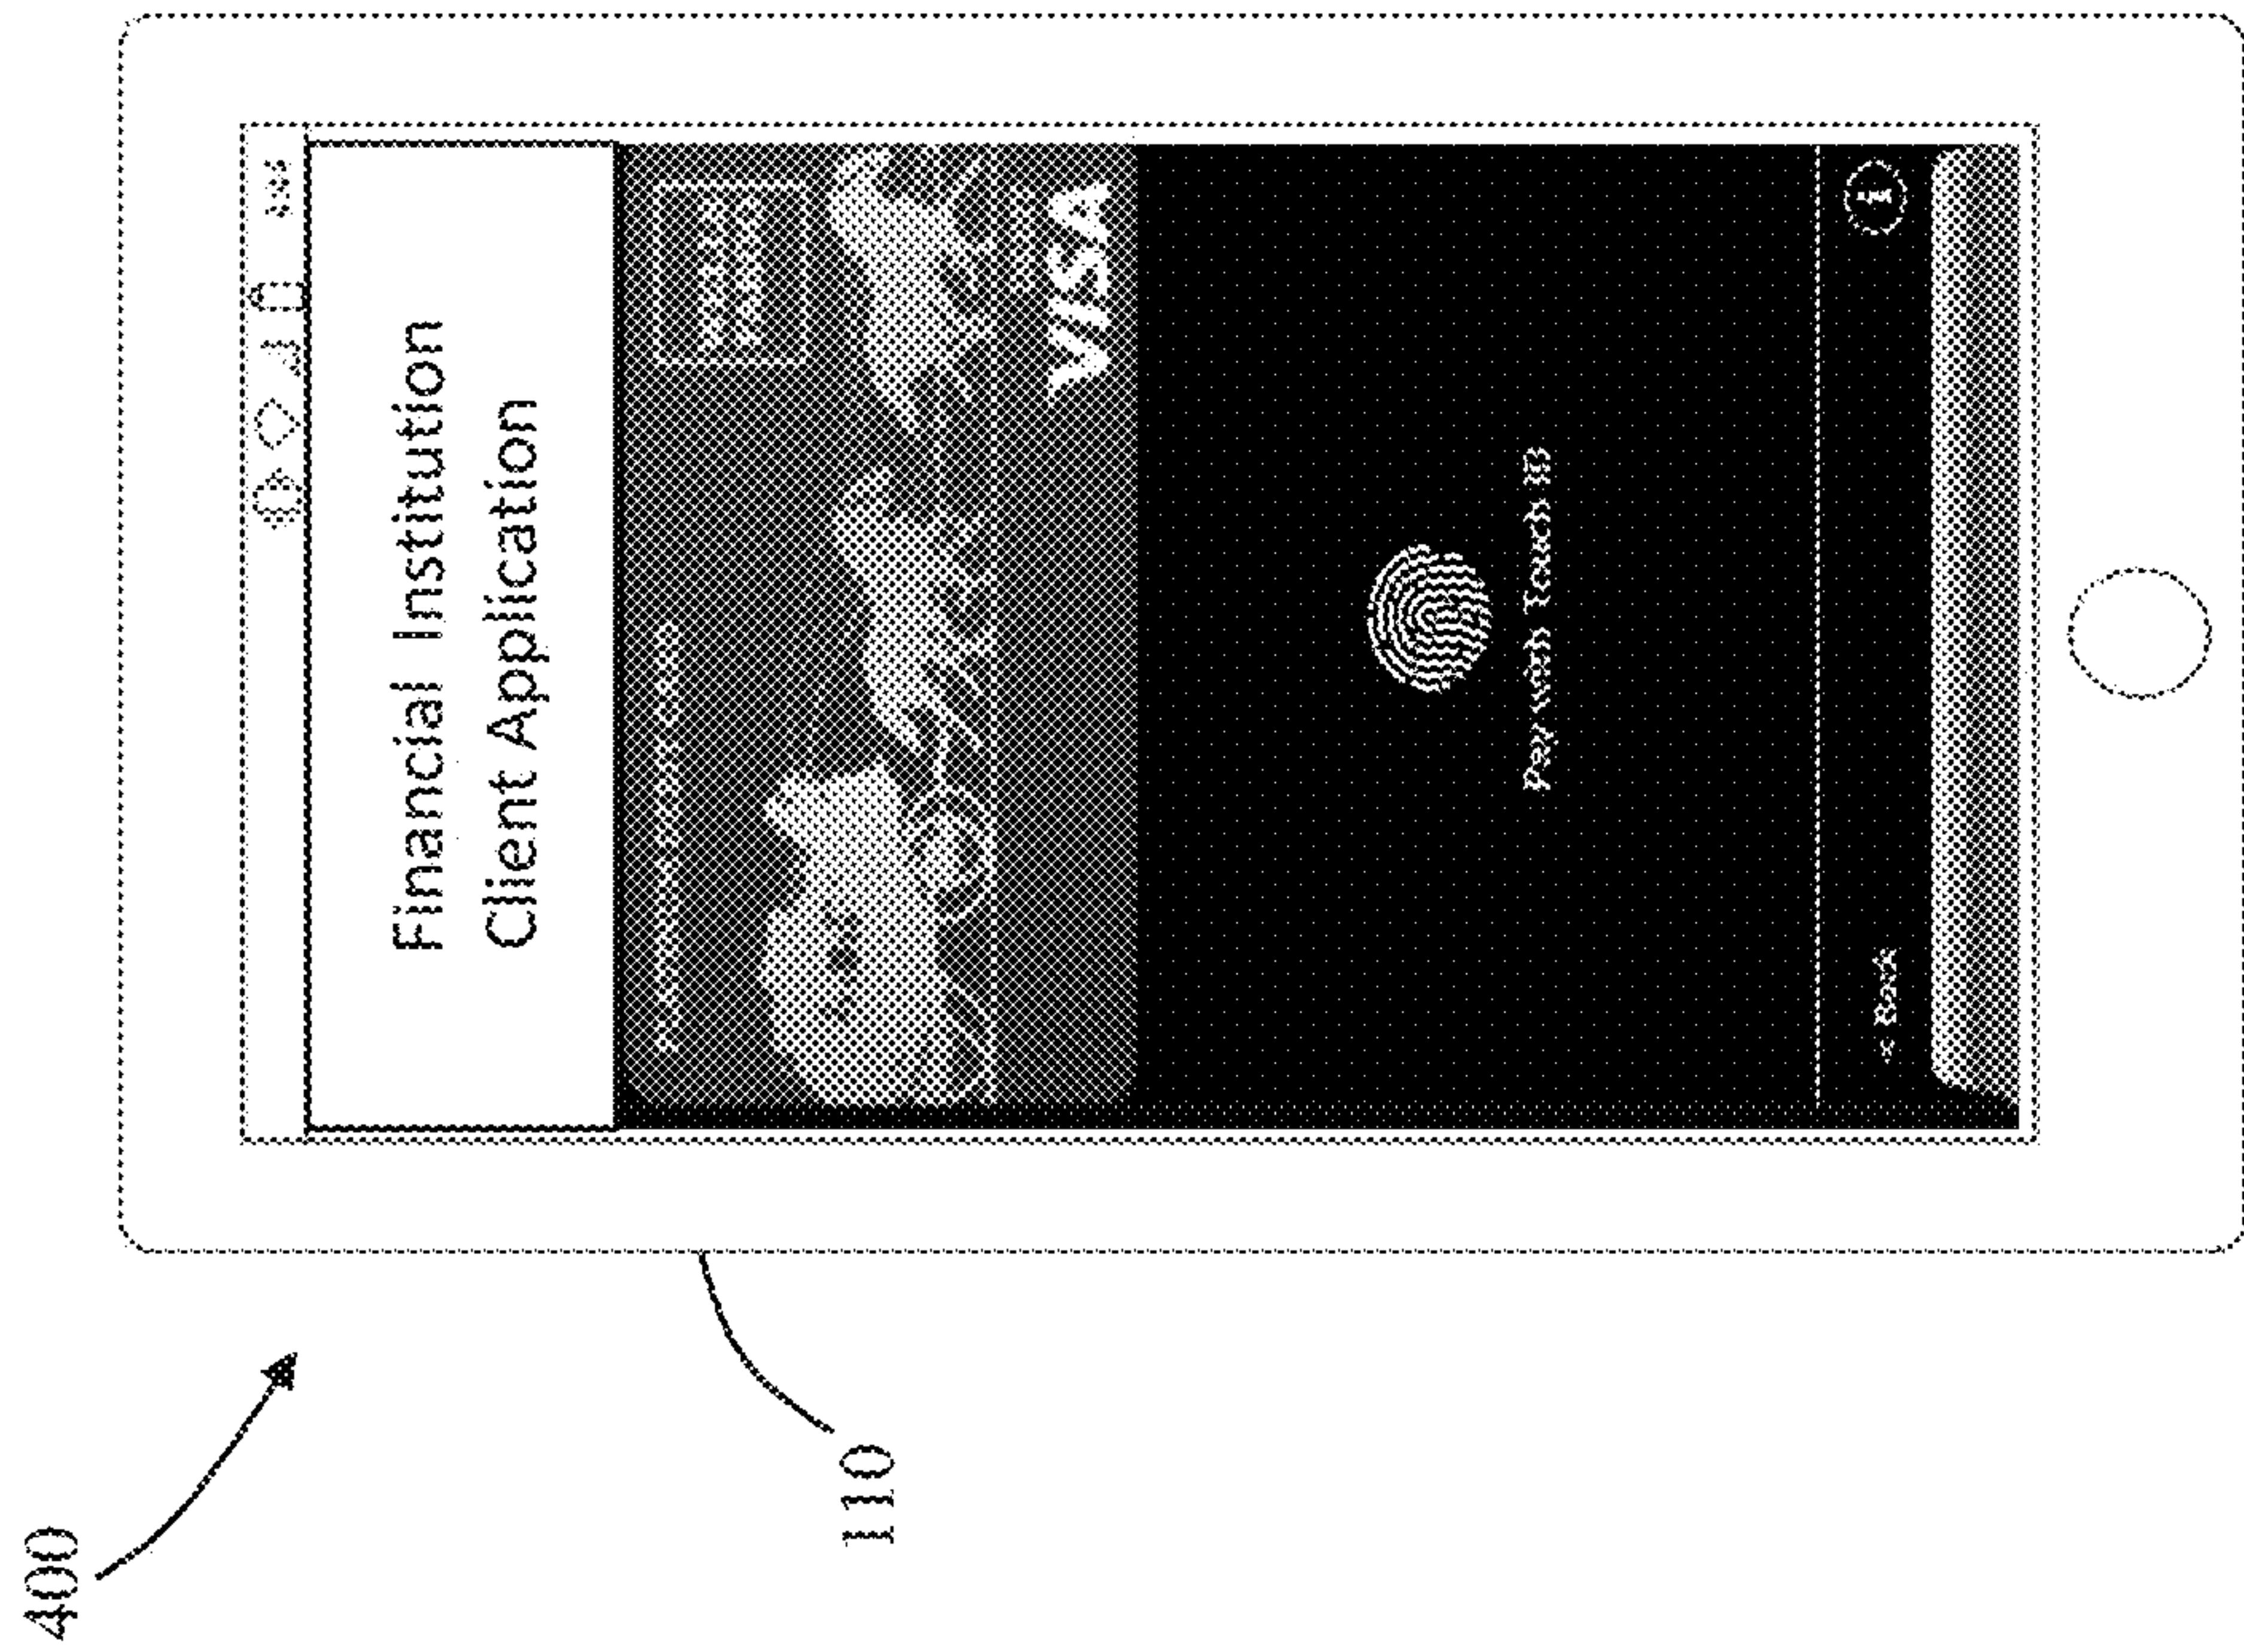 400
110
Financial Institution
Client Application
VISA
Pay with Touch ID
< Back
i